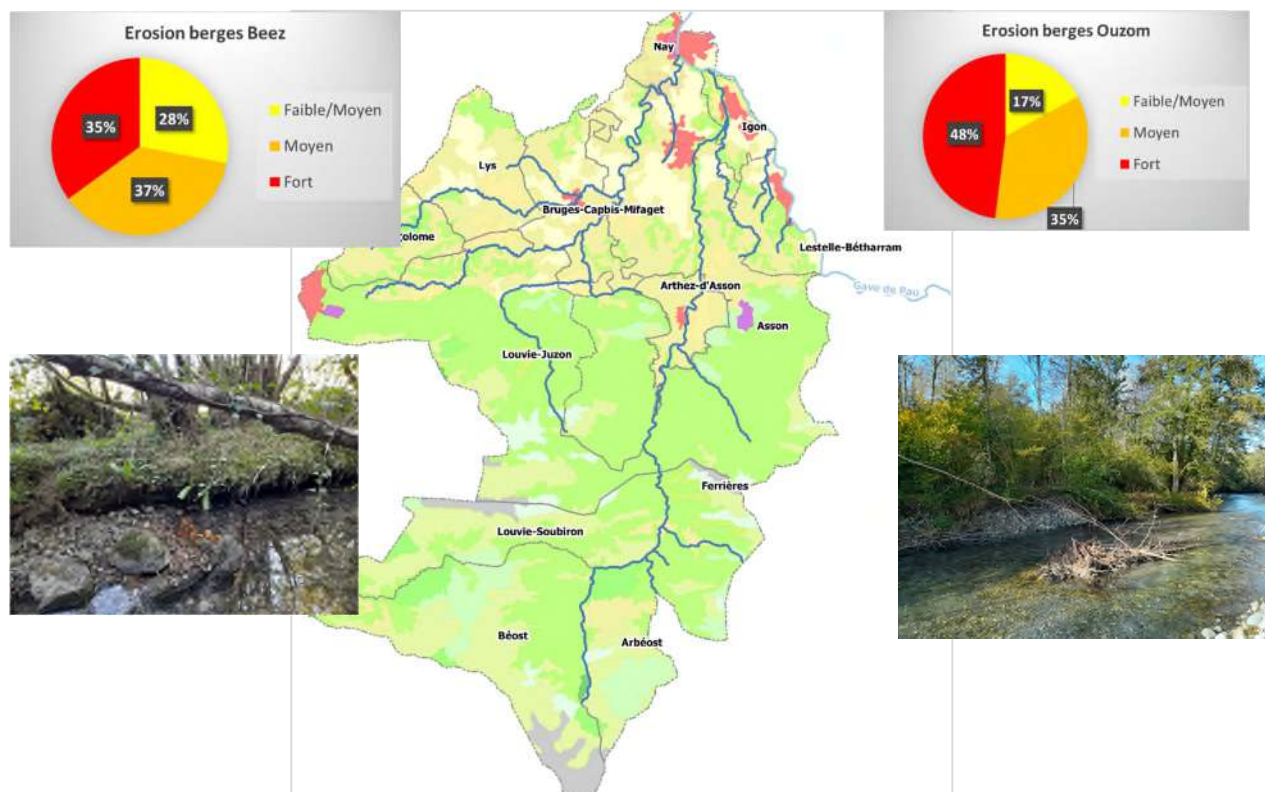 Erosion berges Beez
35%
28%
37%
Faible/Moyen
Moyen
Fort
Erosion berges Ouzom
17%
48%
35%
Faible/Moyen
Moyen
Fort
Nay
Igon
Lys
Bruges-Capbis-Mifaget
golome
Lestelle-Bétharram
Gave de Pau
Arthez-d'Asson
Asson
Louvie-Juzon
Ferrières
Louvie-Soubiron
Béost
Arbéost